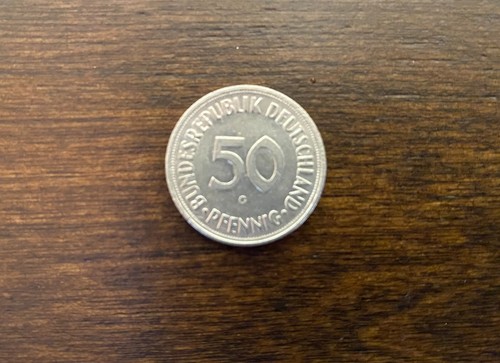 BUNDESREPUBLIK DEUTSCHLAND
50
G
• PFENNIG •